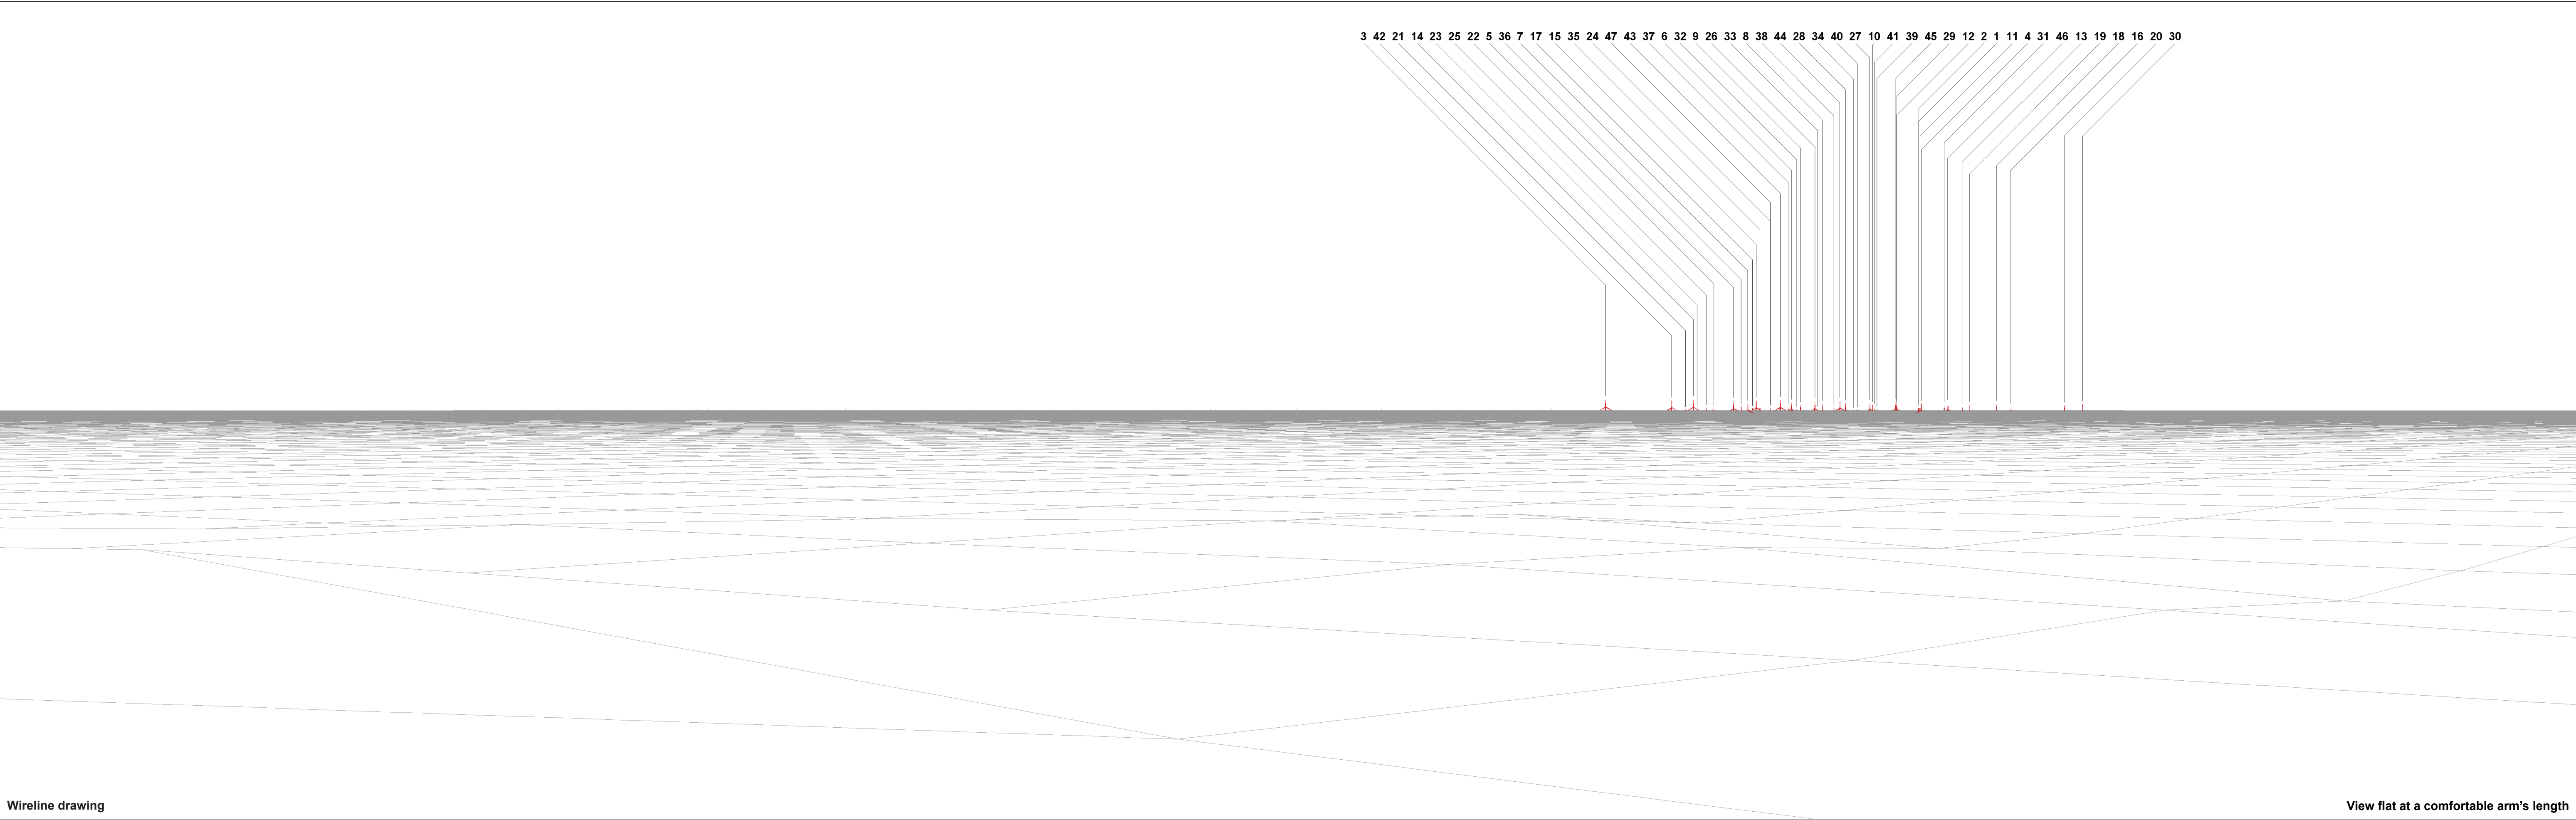 3 42 21 14 23 25 22 5 36 7 17 15 35 24 47 43 37 6 32 9 26 33 8 38 44 28 34 40 27 10 41 39 45 29 12 2 1 11 4 31 46 13 19 18 16 20 30
Wireline drawing
View flat at a comfortable arm's length